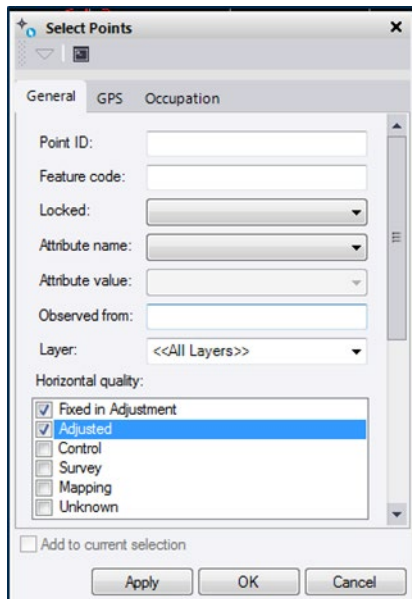 Select Points
General GPS Occupation
Point ID:
Feature code:
Locked:
Attribute name:
Attribute value:
Observed from:
Layer: <<All Layers>>
Horizontal quality:
Fixed in Adjustment
Adjusted
Control
Survey
Mapping
Unknown
Add to current selection
Apply OK Cancel